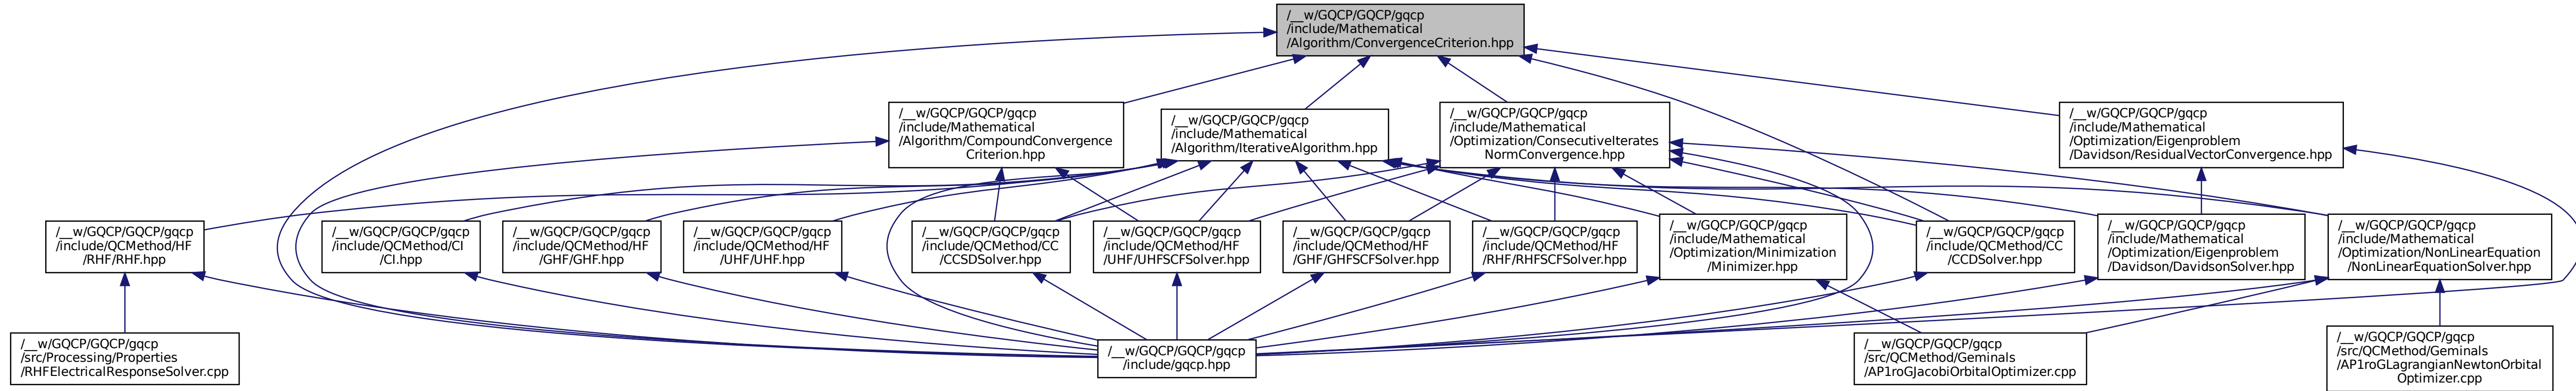 /__w/GQCP/GQCP/gqcp
/include/Mathematical
/Algorithm/ConvergenceCriterion.hpp
/__w/GQCP/GQCP/gqcp
/include/Mathematical
/Algorithm/CompoundConvergence
Criterion.hpp
/__w/GQCP/GQCP/gqcp
/include/Mathematical
/Algorithm/IterativeAlgorithm.hpp
/__w/GQCP/GQCP/gqcp
/include/Mathematical
/Optimization/ConsecutiveIterates
NormConvergence.hpp
/__w/GQCP/GQCP/gqcp
/include/Mathematical
/Optimization/Eigenproblem
/Davidson/ResidualVectorConvergence.hpp
/__w/GQCP/GQCP/gqcp
/include/QCMethod/HF
/RHF/RHF.hpp
/__w/GQCP/GQCP/gqcp
/include/QCMethod/CI
/CI.hpp
/__w/GQCP/GQCP/gqcp
/include/QCMethod/HF
/GHF/GHF.hpp
/__w/GQCP/GQCP/gqcp
/include/QCMethod/HF
/UHF/UHF.hpp
/__w/GQCP/GQCP/gqcp
/include/QCMethod/CC
/CCSDSolver.hpp
/__w/GQCP/GQCP/gqcp
/include/QCMethod/HF
/UHF/UHFSCFSolver.hpp
/__w/GQCP/GQCP/gqcp
/include/QCMethod/HF
/GHF/GHFSCFSolver.hpp
/__w/GQCP/GQCP/gqcp
/include/QCMethod/HF
/RHF/RHFSCFSolver.hpp
/__w/GQCP/GQCP/gqcp
/include/Mathematical
/Optimization/Minimization
/Minimizer.hpp
/__w/GQCP/GQCP/gqcp
/include/QCMethod/CC
/CCDSolver.hpp
/__w/GQCP/GQCP/gqcp
/include/Mathematical
/Optimization/Eigenproblem
/Davidson/DavidsonSolver.hpp
/__w/GQCP/GQCP/gqcp
/include/Mathematical
/Optimization/NonLinearEquation
/NonLinearEquationSolver.hpp
/__w/GQCP/GQCP/gqcp
/src/Processing/Properties
/RHFElectricalResponseSolver.cpp
/__w/GQCP/GQCP/gqcp
/include/gqcp.hpp
/__w/GQCP/GQCP/gqcp
/src/QCMethod/Geminals
/AP1roGJacobiOrbitalOptimizer.cpp
/__w/GQCP/GQCP/gqcp
/src/QCMethod/Geminals
/AP1roGLagrangianNewtonOrbital
Optimizer.cpp